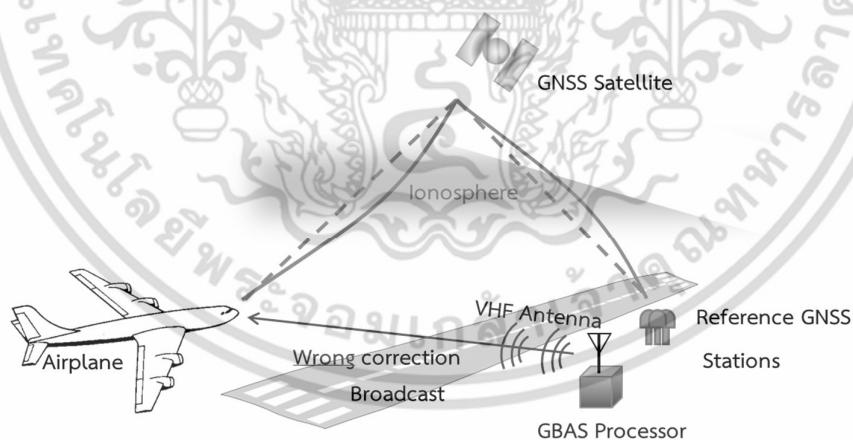 GNSS Satellite
Ionosphere
VHF Antenna
Reference GNSS
Stations
Airplane
Wrong correction
Broadcast
GBAS Processor